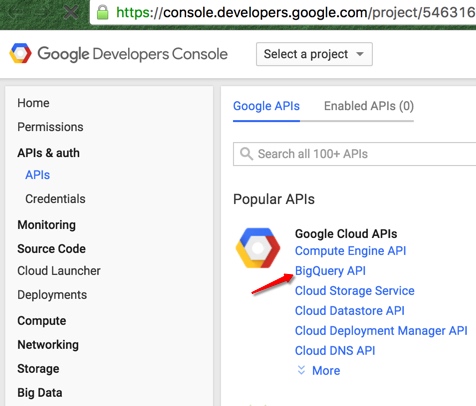 https://console.developers.google.com/project/546316
Google Developers Console
Select a project
Home
Permissions
APIs & auth
APIs
Credentials
Monitoring
Source Code
Cloud Launcher
Deployments
Compute
Networking
Storage
Big Data
Google APIs
Enabled APIs (0)
Search all 100+ APIs
Popular APIs
Google Cloud APIs
Compute Engine API
BigQuery API
Cloud Storage Service
Cloud Datastore API
Cloud Deployment Manager API
Cloud DNS API
More